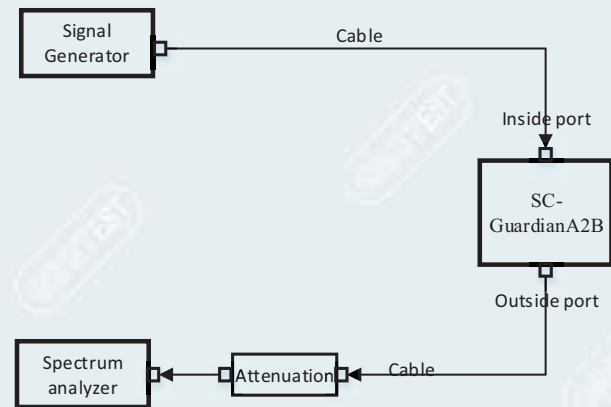 Signal
Generator
Cable
Inside port
SC-
GuardianA2B
Outside port
Spectrum
analyzer
Attenuation
Cable